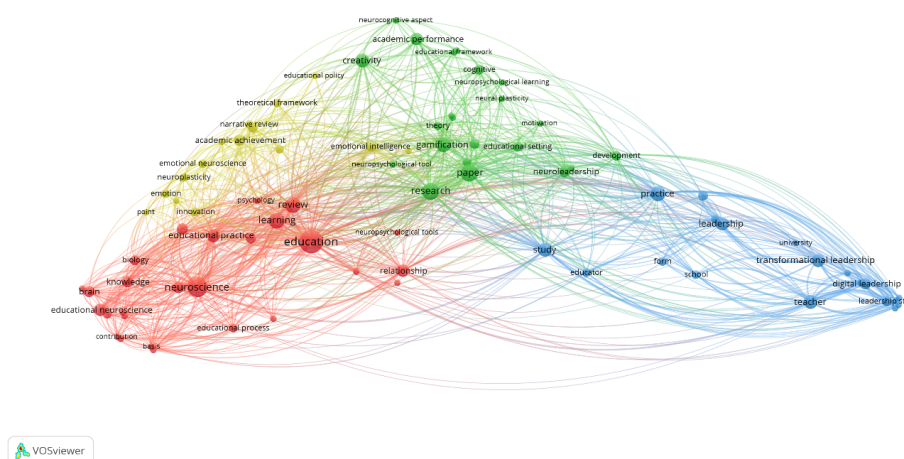 neurocognitive aspect
academic performance
educational framework
creativity
cognitive
educational policy
neuropsychological learning
neural plasticity
theoretical framework
narrative review
theory
motivation
academic achievement
emotional intelligence
gamification
educational setting
development
emotional neuroscience
neuropsychological tool
paper
neuroleadership
neuroplasticity
research
emotion
psychology
review
practice
point
innovation
learning
leadership
educational practice
education
neuropsychological tools
university
study
biology
form
transformational leadership
relationship
educator
school
knowledge
neuroscience
digital leadership
brain
educational neuroscience
teacher
leadership st
educational process
contribution
basis
VOSviewer